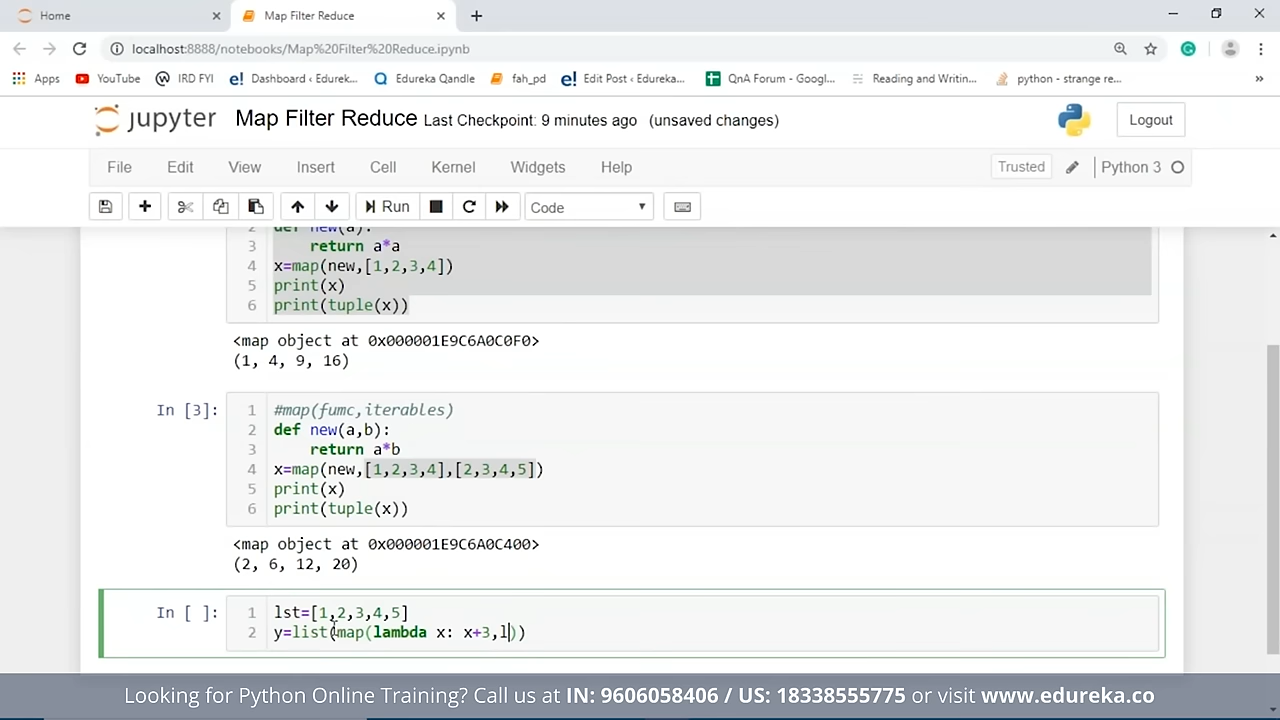 Home
Map Filter Reduce
localhost:8888/notebooks/Map%20Filter%20Reduce.ipynb
Apps YouTube IRD FYI Dashboard ‹ Edurek... Edureka Qandle fah_pd Edit Post ‹ Edureka... QnA Forum - Googl... Reading and Writin... python - strange re... »
jupyter Map Filter Reduce Last Checkpoint: 9 minutes ago (unsaved changes) Logout
File Edit View Insert Cell Kernel Widgets Help Trusted Python 3
Run Code
2 def new(a):
3 return a*a
4 x=map(new,[1,2,3,4])
5 print(x)
6 print(tuple(x))
<map object at 0x000001E9C6A0C0F0>
(1, 4, 9, 16)
In [3]: 1 #map(fumc,iterables)
2 def new(a,b):
3 return a*b
4 x=map(new,[1,2,3,4],[2,3,4,5])
5 print(x)
6 print(tuple(x))
<map object at 0x000001E9C6A0C400>
(2, 6, 12, 20)
In [ ]: 1 lst=[1,2,3,4,5]
2 y=list(map(lambda x: x+3,l))
Looking for Python Online Training? Call us at IN: 9606058406 / US: 18338555775 or visit www.edureka.co